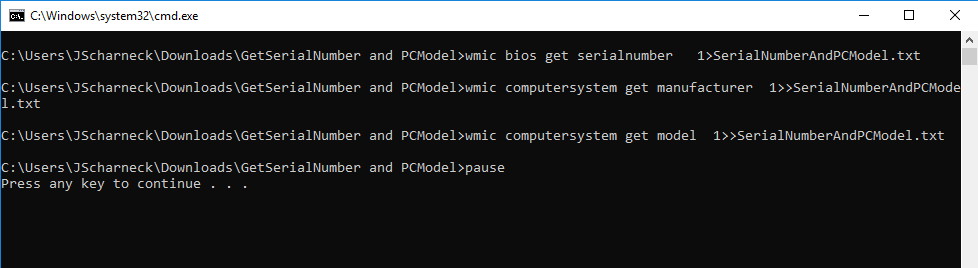 C:\Windows\system32\cmd.exe
C:\Users\JScharneck\Downloads\GetSerialNumber and PCModel>wmic bios get serialnumber   1>SerialNumberAndPCModel.txt
C:\Users\JScharneck\Downloads\GetSerialNumber and PCModel>wmic computersystem get manufacturer  1>>SerialNumberAndPCMode
l.txt
C:\Users\JScharneck\Downloads\GetSerialNumber and PCModel>wmic computersystem get model  1>>SerialNumberAndPCModel.txt
C:\Users\JScharneck\Downloads\GetSerialNumber and PCModel>pause
Press any key to continue . . .